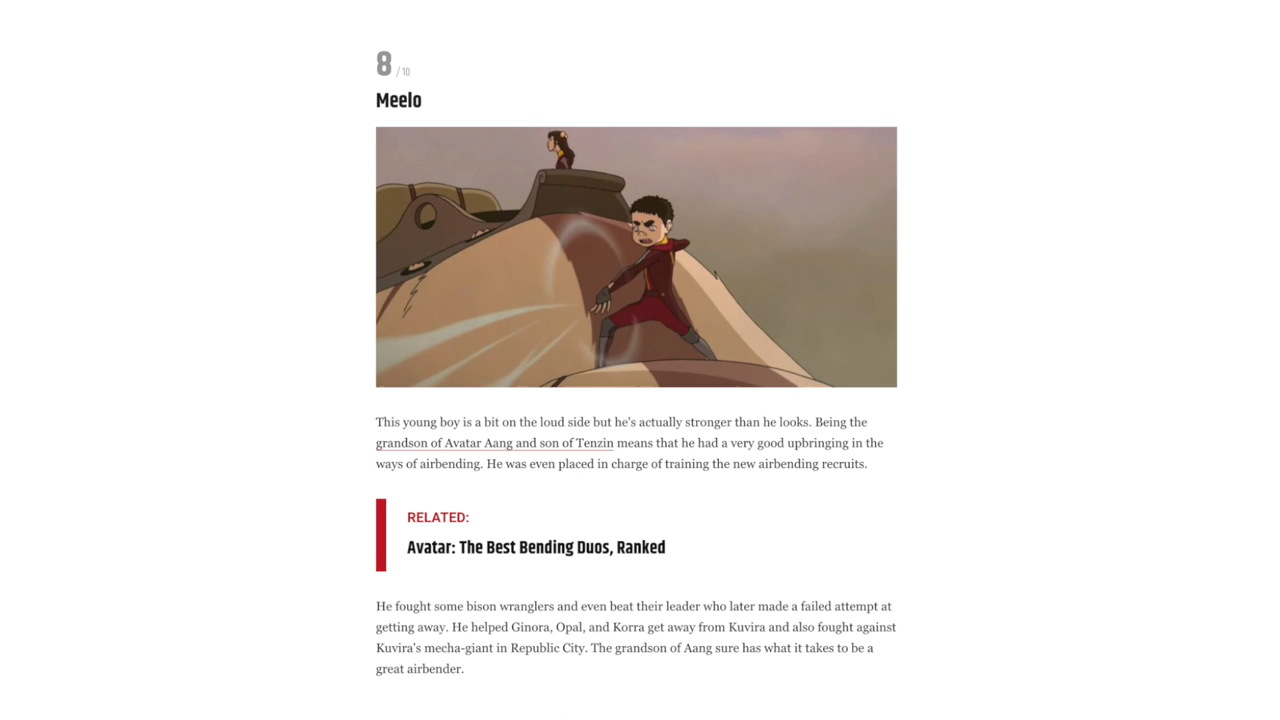 8 / 10
Meelo
This young boy is a bit on the loud side but he's actually stronger than he looks. Being the
grandson of Avatar Aang and son of Tenzin means that he had a very good upbringing in the
ways of airbending. He was even placed in charge of training the new airbending recruits.
RELATED:
Avatar: The Best Bending Duos, Ranked
He fought some bison wranglers and even beat their leader who later made a failed attempt at
getting away. He helped Ginora, Opal, and Korra get away from Kuvira and also fought against
Kuvira's mecha-giant in Republic City. The grandson of Aang sure has what it takes to be a
great airbender.